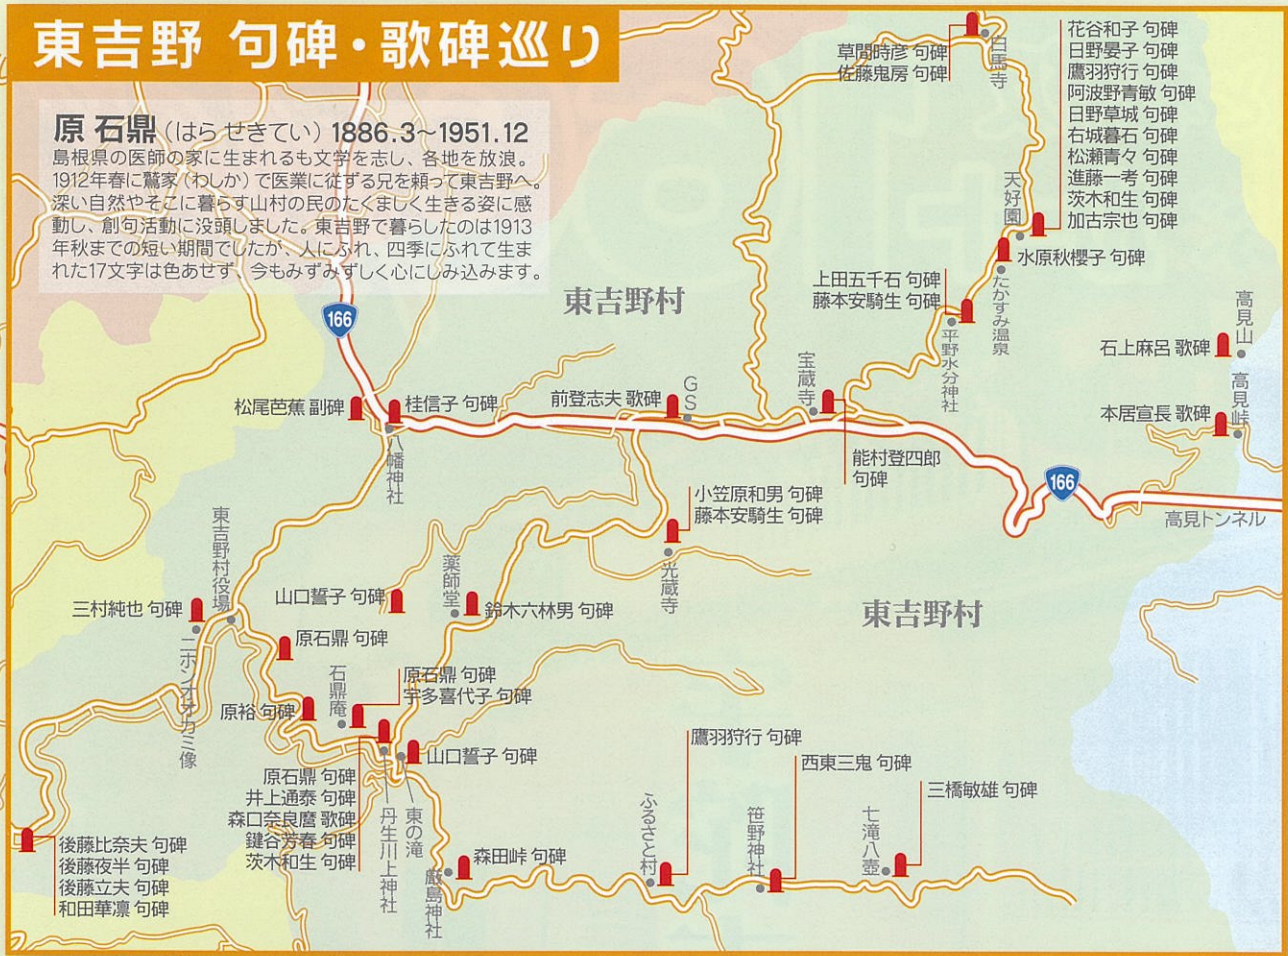 東吉野 句碑・歌碑巡り
原 石鼎(はら せきてい)1886.3〜1951.12
島根県の医師の家に生まれるも文学を志し、各地を放浪。
1912年春に鷲家(わしか)で医業に従ずる兄を頼って東吉野へ。
深い自然やそこに暮らす山村の民のたくましく生きる姿に感
動し、創句活動に没頭しました。東吉野で暮らしたのは1913
年秋までの短い期間でしたが、人にふれ、四季にふれて生ま
れた17文字は色あせず、今もみずみずしく心にしみ込みます。
草間時彦 句碑
佐藤鬼房 句碑
白馬寺
花谷和子 句碑
日野晏子 句碑
鷹羽狩行 句碑
阿波野青敏 句碑
日野草城 句碑
右城暮石 句碑
松瀬青々 句碑
進藤一考 句碑
茨木和生 句碑
加古宗也 句碑
天好園
水原秋櫻子 句碑
たかすみ温泉
上田五千石 句碑
藤本安騎生 句碑
平野水分神社
東吉野村
166
高見山
石上麻呂 歌碑
高見峠
本居宣長 歌碑
松尾芭蕉 副碑
桂信子 句碑
八幡神社
前登志夫 歌碑
GS
宝蔵寺
能村登四郎
句碑
166
高見トンネル
小笠原和男 句碑
藤本安騎生 句碑
光蔵寺
東吉野村役場
三村純也 句碑
ニホンオオカミ像
山口誓子 句碑
薬師堂
鈴木六林男 句碑
東吉野村
原石鼎 句碑
石鼎庵
原石鼎 句碑
宇多喜代子 句碑
原裕 句碑
山口誓子 句碑
原石鼎 句碑
井上通泰 句碑
森口奈良麿 歌碑
鍵谷芳春 句碑
茨木和生 句碑
丹生川上神社
東の滝
厳島神社
森田峠 句碑
ふるさと村
鷹羽狩行 句碑
笹野神社
西東三鬼 句碑
七滝八壺
三橋敏雄 句碑
後藤比奈夫 句碑
後藤夜半 句碑
後藤立夫 句碑
和田華凛 句碑